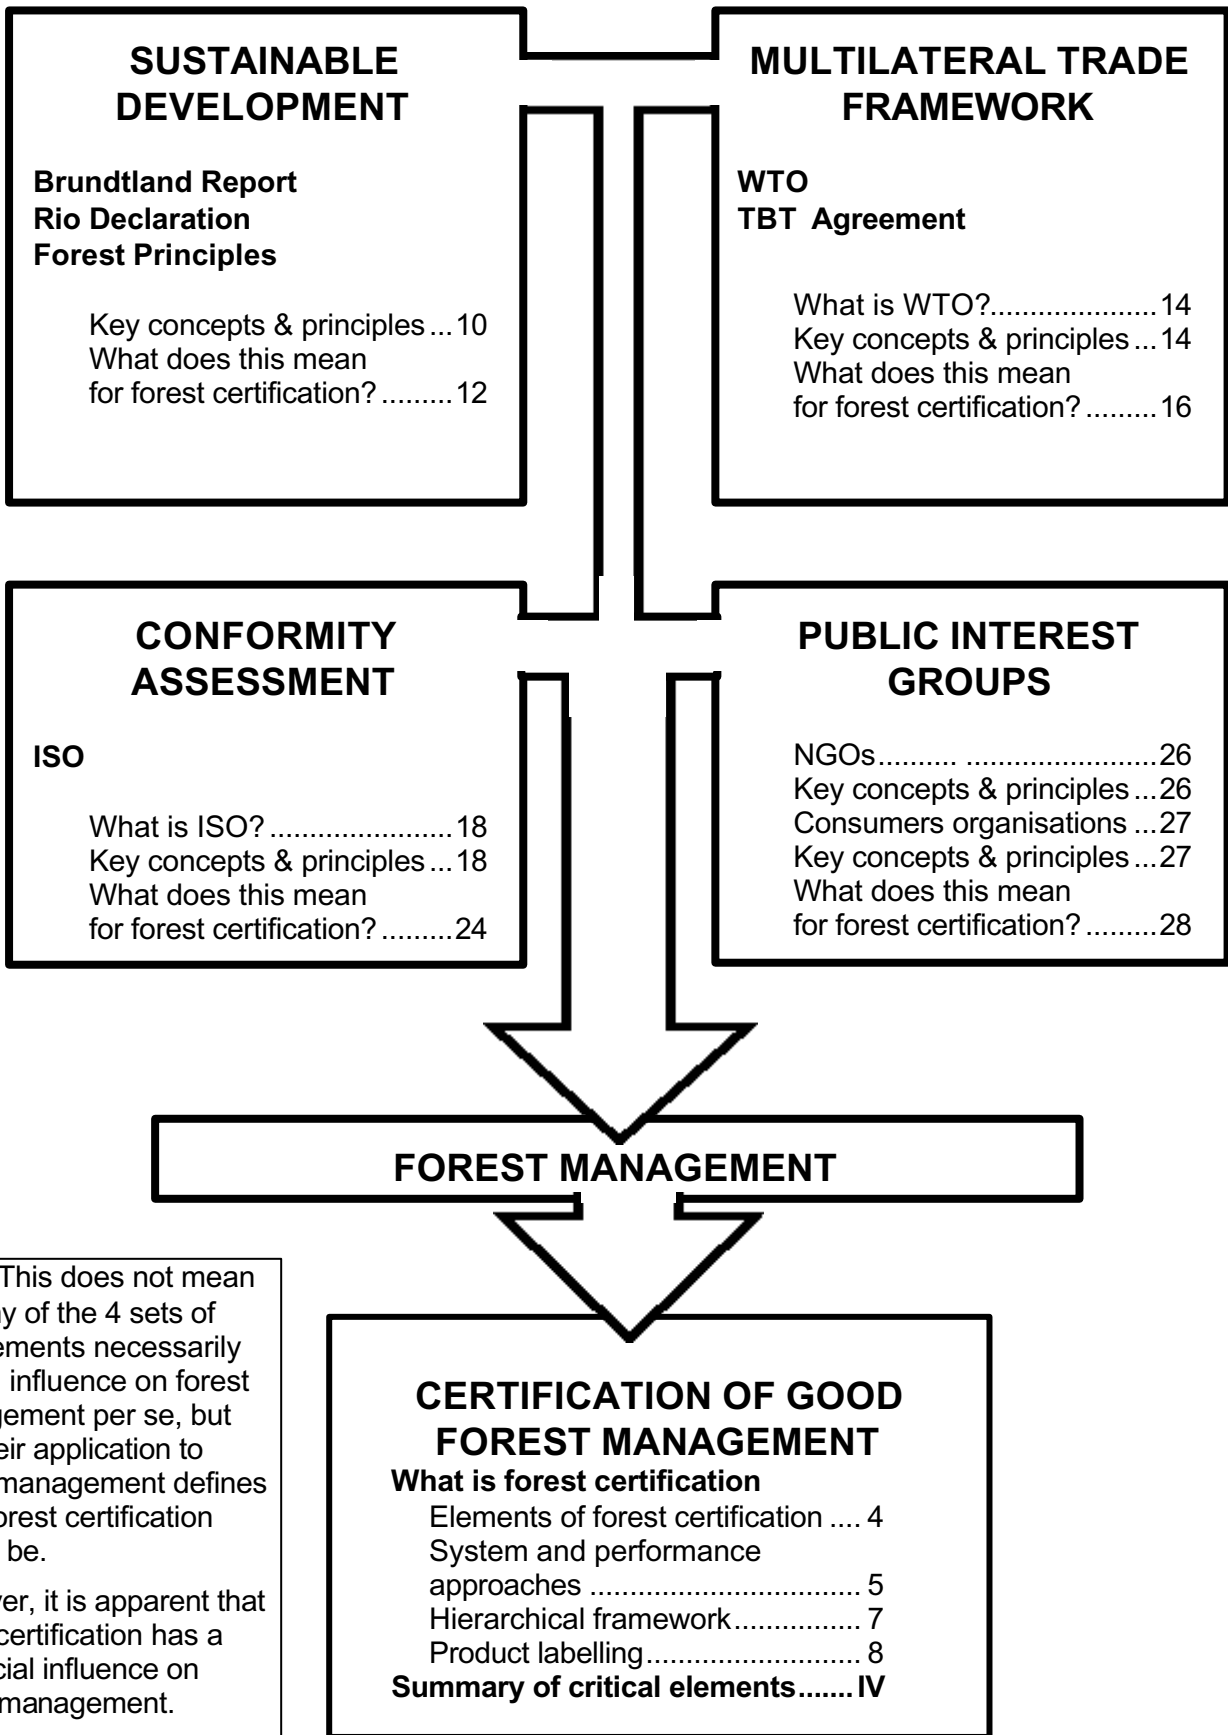 SUSTAINABLE
DEVELOPMENT
Brundtland Report
Rio Declaration
Forest Principles
Key concepts & principles ... 10
What does this mean
for forest certification? ......... 12
MULTILATERAL TRADE
FRAMEWORK
WTO
TBT Agreement
What is WTO?..................... 14
Key concepts & principles ... 14
What does this mean
for forest certification? ......... 16
CONFORMITY
ASSESSMENT
ISO
What is ISO? ....................... 18
Key concepts & principles ... 18
What does this mean
for forest certification? ......... 24
PUBLIC INTEREST
GROUPS
NGOs.......... ........................ 26
Key concepts & principles ... 26
Consumers organisations ... 27
Key concepts & principles ... 27
What does this mean
for forest certification? ......... 28
FOREST MANAGEMENT
This does not mean
of the 4 sets of
ements necessarily
influence on forest
gement per se, but
eir application to
management defines
orest certification
be.
er, it is apparent that
certification has a
cial influence on
management.
CERTIFICATION OF GOOD
FOREST MANAGEMENT
What is forest certification
Elements of forest certification .... 4
System and performance
approaches .................................. 5
Hierarchical framework................ 7
Product labelling........................... 8
Summary of critical elements....... IV